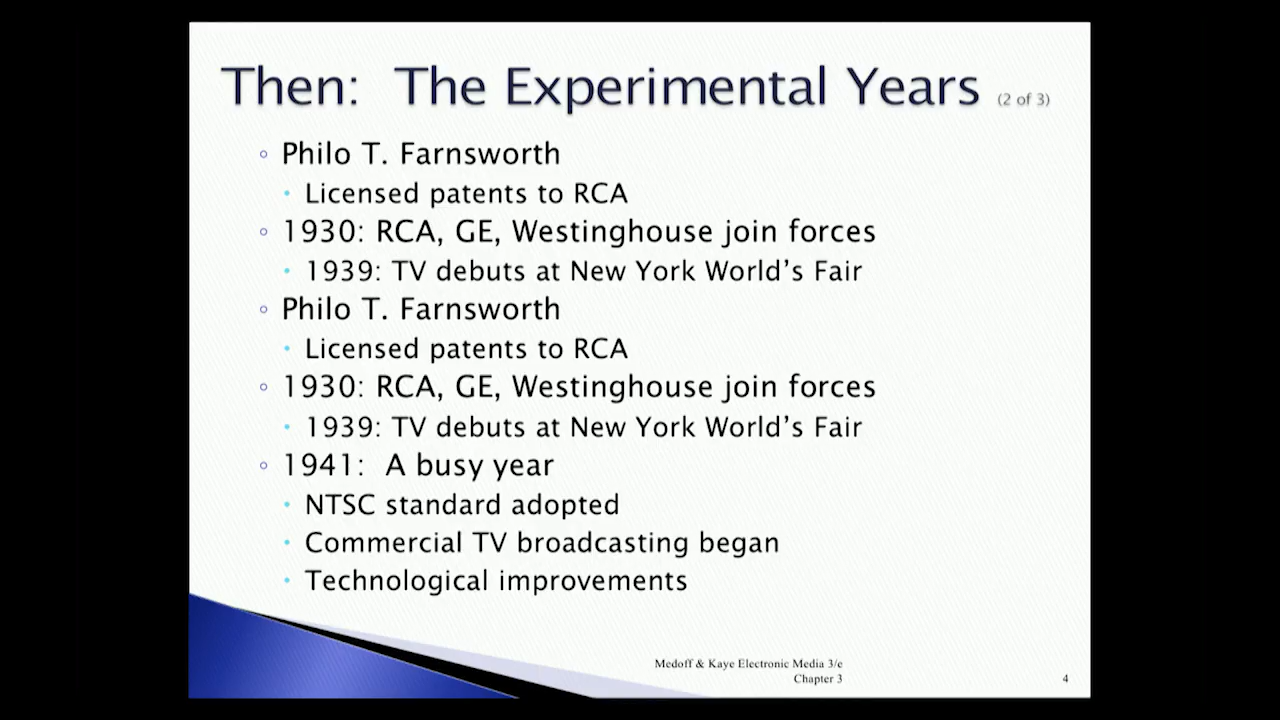 Then: The Experimental Years (2 of 3)
◦ Philo T. Farnsworth
• Licensed patents to RCA
◦ 1930: RCA, GE, Westinghouse join forces
• 1939: TV debuts at New York World’s Fair
◦ Philo T. Farnsworth
• Licensed patents to RCA
◦ 1930: RCA, GE, Westinghouse join forces
• 1939: TV debuts at New York World’s Fair
◦ 1941: A busy year
• NTSC standard adopted
• Commercial TV broadcasting began
• Technological improvements
Medoff & Kaye Electronic Media 3/e
Chapter 3
4